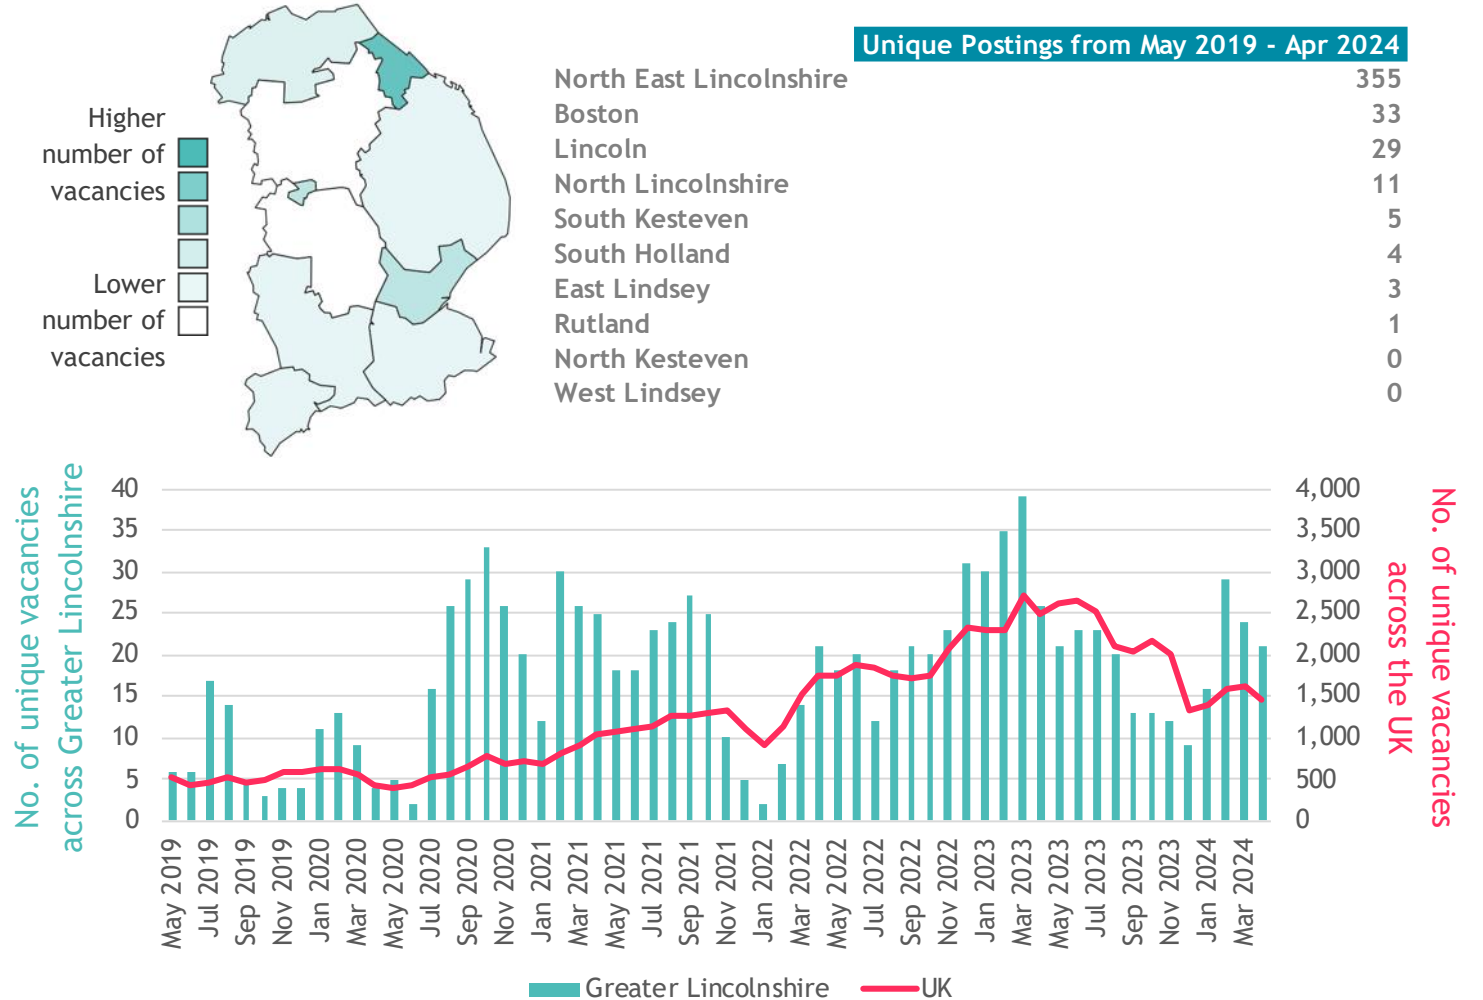 Higher
number of
vacancies
Lower
number of
vacancies
Unique Postings from May 2019 - Apr 2024
North East Lincolnshire 355
Boston 33
Lincoln 29
North Lincolnshire 11
South Kesteven 5
South Holland 4
East Lindsey 3
Rutland 1
North Kesteven 0
West Lindsey 0
No. of unique vacancies
across Greater Lincolnshire
40
35
30
25
20
15
10
5
0
4,000
3,500
3,000
2,500
2,000
1,500
1,000
500
0
No. of unique vacancies
across the UK
May 2019
Jul 2019
Sep 2019
Nov 2019
Jan 2020
Mar 2020
May 2020
Jul 2020
Sep 2020
Nov 2020
Jan 2021
Mar 2021
May 2021
Jul 2021
Sep 2021
Nov 2021
Jan 2022
Mar 2022
May 2022
Jul 2022
Sep 2022
Nov 2022
Jan 2023
Mar 2023
May 2023
Jul 2023
Sep 2023
Nov 2023
Jan 2024
Mar 2024
Greater Lincolnshire
UK